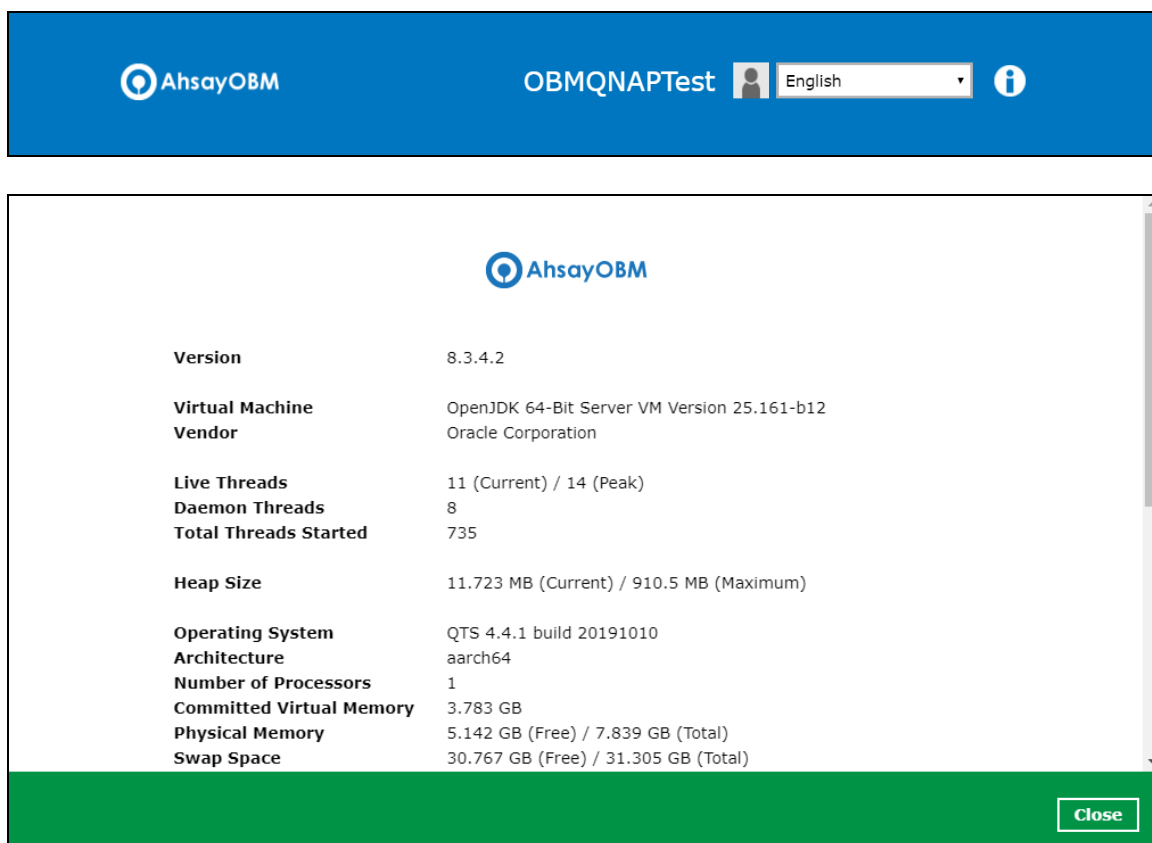 AhsayOBM OBMQNAPTest English
AhsayOBM
Version 8.3.4.2
Virtual Machine OpenJDK 64-Bit Server VM Version 25.161-b12
Vendor Oracle Corporation
Live Threads 11 (Current) / 14 (Peak)
Daemon Threads 8
Total Threads Started 735
Heap Size 11.723 MB (Current) / 910.5 MB (Maximum)
Operating System QTS 4.4.1 build 20191010
Architecture aarch64
Number of Processors 1
Committed Virtual Memory 3.783 GB
Physical Memory 5.142 GB (Free) / 7.839 GB (Total)
Swap Space 30.767 GB (Free) / 31.305 GB (Total)
Close